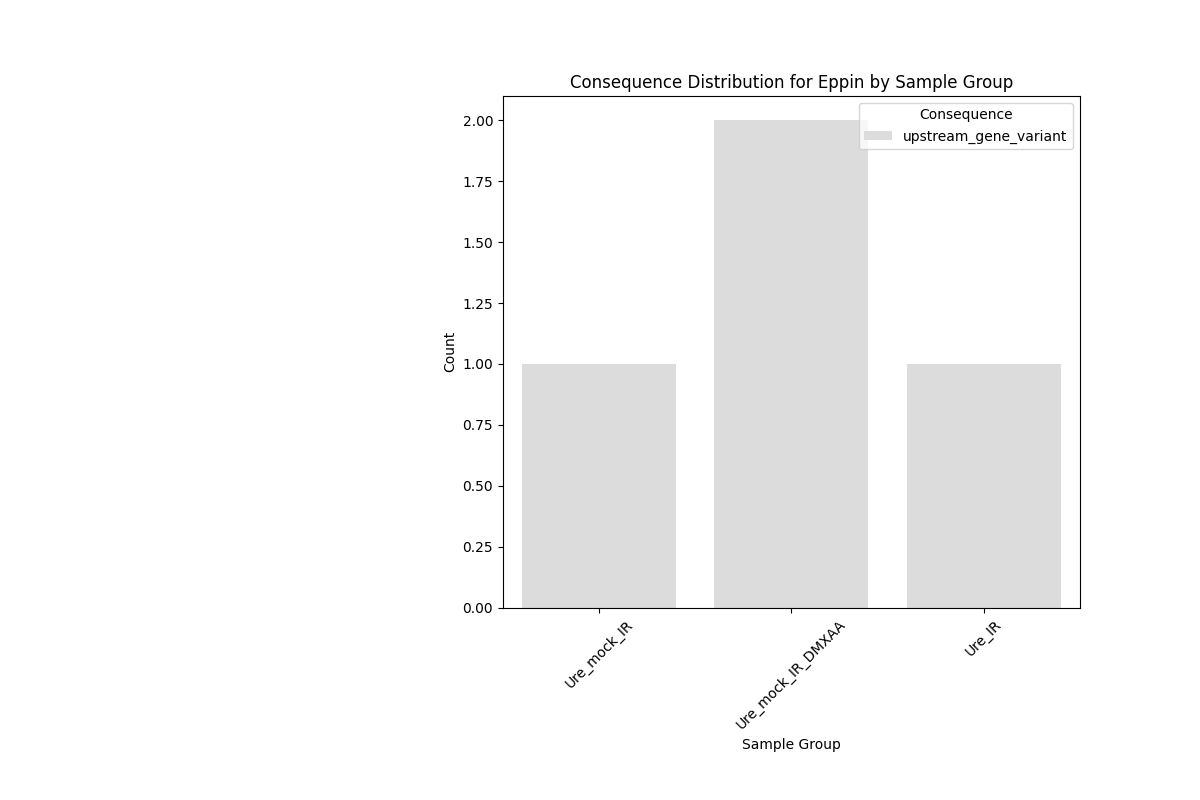 Consequence Distribution for Eppin by Sample Group
Consequence
upstream_gene_variant
Count
2.00
1.75
1.50
1.25
1.00
0.75
0.50
0.25
0.00
Ure_mock_IR
Ure_mock_IR_DMXAA
Ure_IR
Sample Group